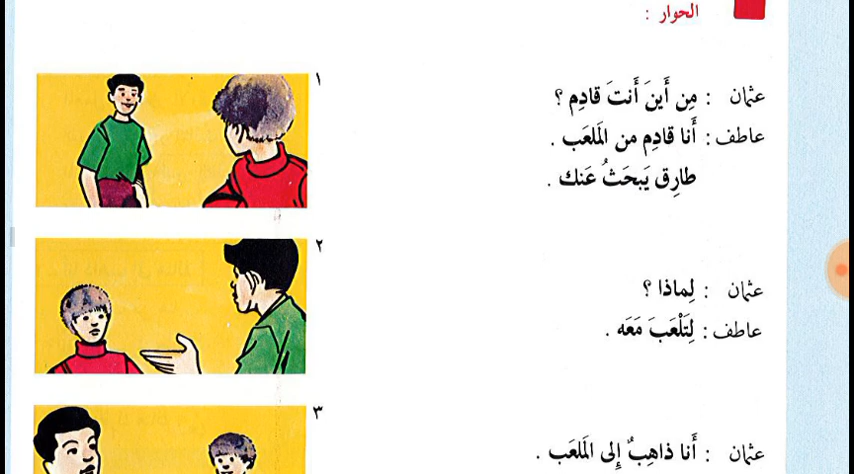 الحوار :
١
عثمان : مِن أَينَ أَنتَ قادِم ؟
عاطف : أَنا قادِم من المَلعَب .
طارِق يَبحَثُ عَنك .
٢
عثمان : لِماذا ؟
عاطف : لِتَلْعَبَ مَعَه .
٣
عثمان : أَنا ذاهِبٌ إِلى المَلعَب .